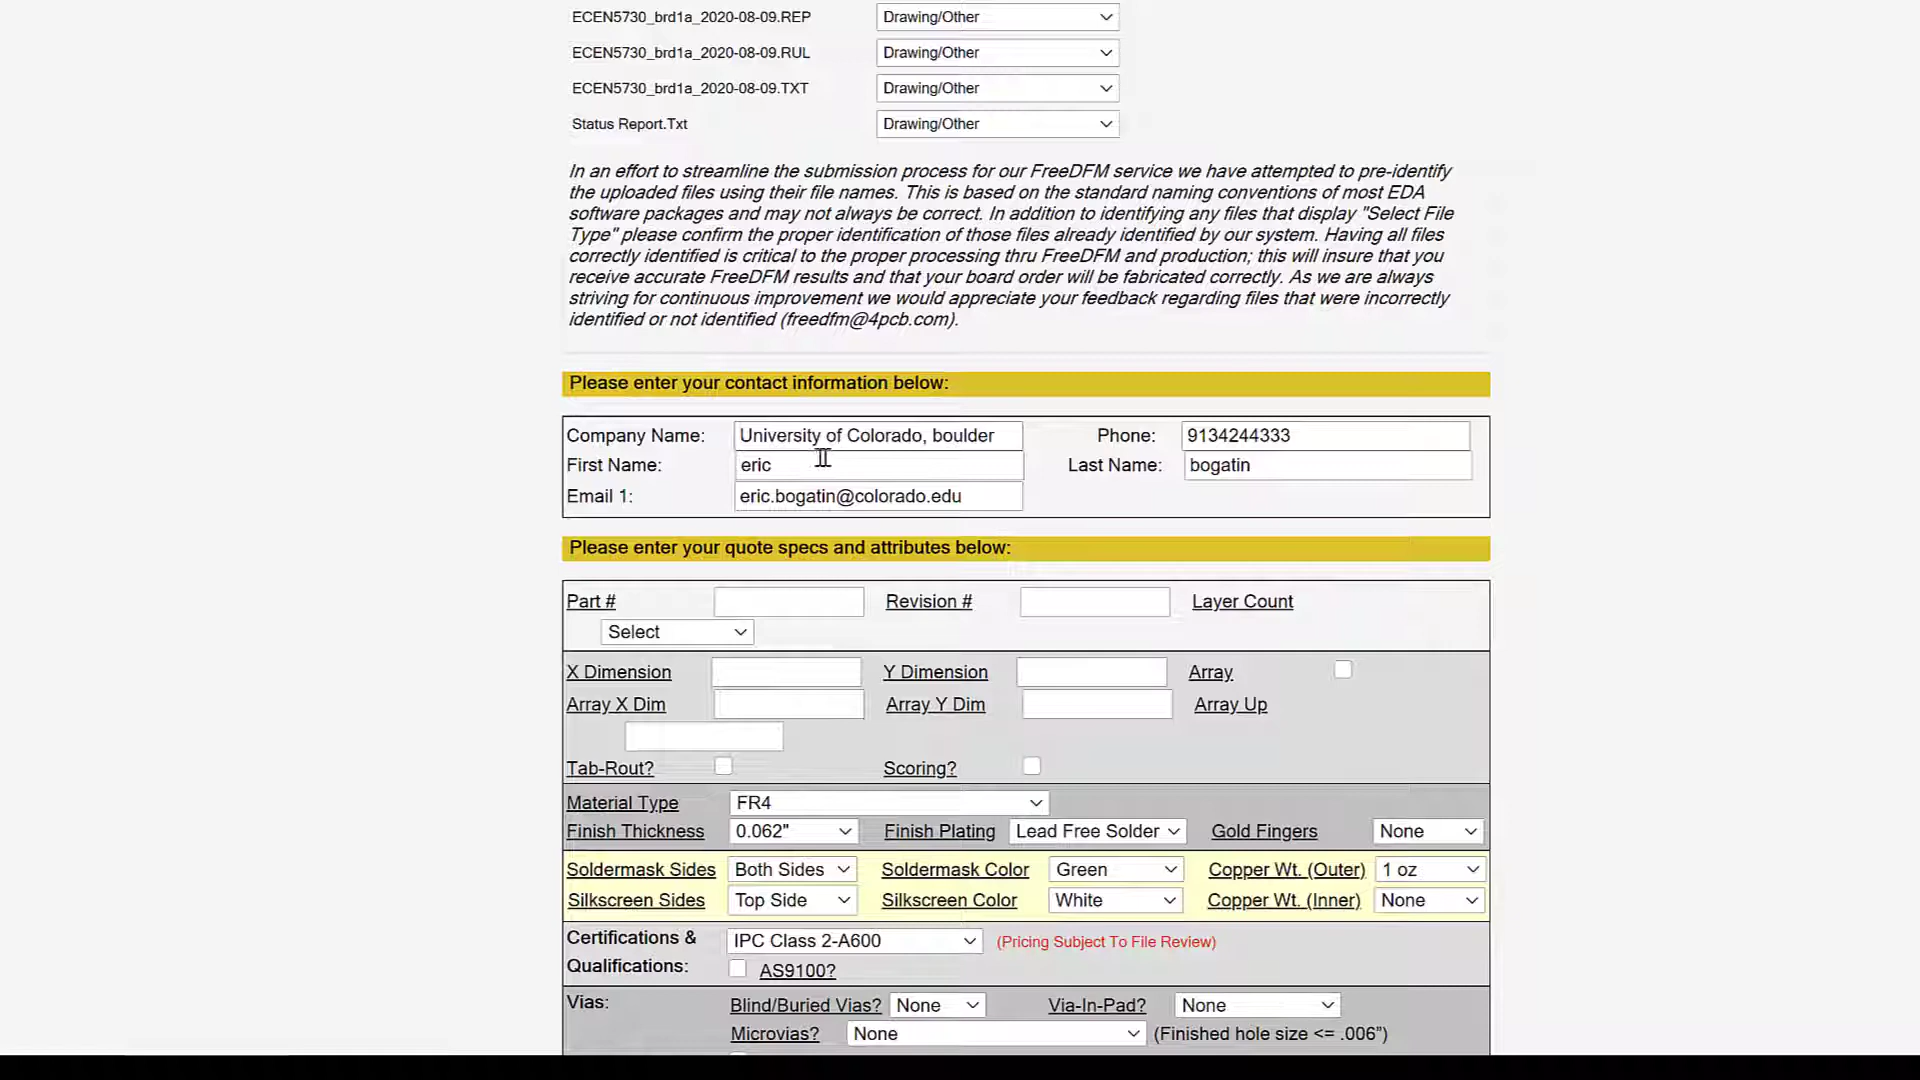 ECEN5730_brd1a_2020-08-09.REP Drawing/Other
ECEN5730_brd1a_2020-08-09.RUL Drawing/Other
ECEN5730_brd1a_2020-08-09.TXT Drawing/Other
Status Report.Txt Drawing/Other
In an effort to streamline the submission process for our FreeDFM service we have attempted to pre-identify
the uploaded files using their file names. This is based on the standard naming conventions of most EDA
software packages and may not always be correct. In addition to identifying any files that display "Select File
Type" please confirm the proper identification of those files already identified by our system. Having all files
correctly identified is critical to the proper processing thru FreeDFM and production; this will insure that you
receive accurate FreeDFM results and that your board order will be fabricated correctly. As we are always
striving for continuous improvement we would appreciate your feedback regarding files that were incorrectly
identified or not identified (freedfm@4pcb.com).
Please enter your contact information below:
Company Name: University of Colorado, boulder Phone: 9134244333
First Name: eric Last Name: bogatin
Email 1: eric.bogatin@colorado.edu
Please enter your quote specs and attributes below:
Part # Revision # Layer Count
Select
X Dimension Y Dimension Array
Array X Dim Array Y Dim Array Up
Tab-Rout? Scoring?
Material Type FR4
Finish Thickness 0.062" Finish Plating Lead Free Solder Gold Fingers None
Soldermask Sides Both Sides Soldermask Color Green Copper Wt. (Outer) 1 oz
Silkscreen Sides Top Side Silkscreen Color White Copper Wt. (Inner) None
Certifications & IPC Class 2-A600 (Pricing Subject To File Review)
Qualifications: AS9100?
Vias: Blind/Buried Vias? None Via-In-Pad? None
Microvias? None (Finished hole size <= .006”)